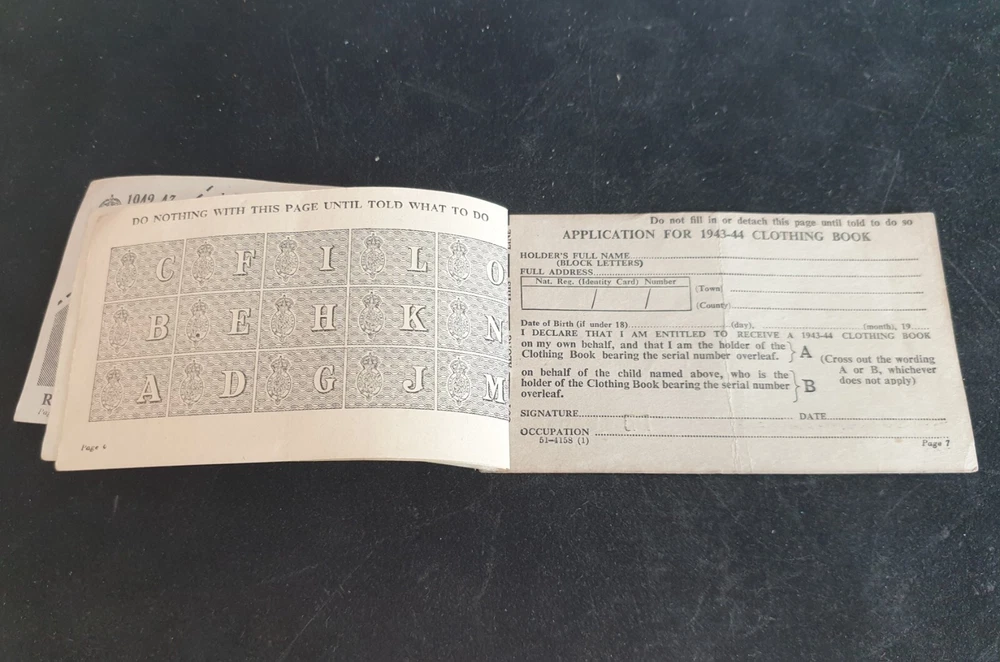 1942-43
R
DO NOTHING WITH THIS PAGE UNTIL TOLD WHAT TO DO
C F I L O
B E H K N
A D G J M
Page 6
Do not fill in or detach this page until told to do so
APPLICATION FOR 1943-44 CLOTHING BOOK
HOLDER'S FULL NAME
(BLOCK LETTERS)
FULL ADDRESS
Nat. Reg. (Identity Card) Number
/ /
(Town)
(County)
Date of Birth (if under 18) (day), (month), 19
I DECLARE THAT I AM ENTITLED TO RECEIVE A 1943-44 CLOTHING BOOK
on my own behalf, and that I am the holder of the
Clothing Book bearing the serial number overleaf. } A
on behalf of the child named above, who is the
holder of the Clothing Book bearing the serial number
overleaf. } B
(Cross out the wording
A or B, whichever
does not apply)
SIGNATURE DATE
OCCUPATION
51-4158 (1)
Page 7